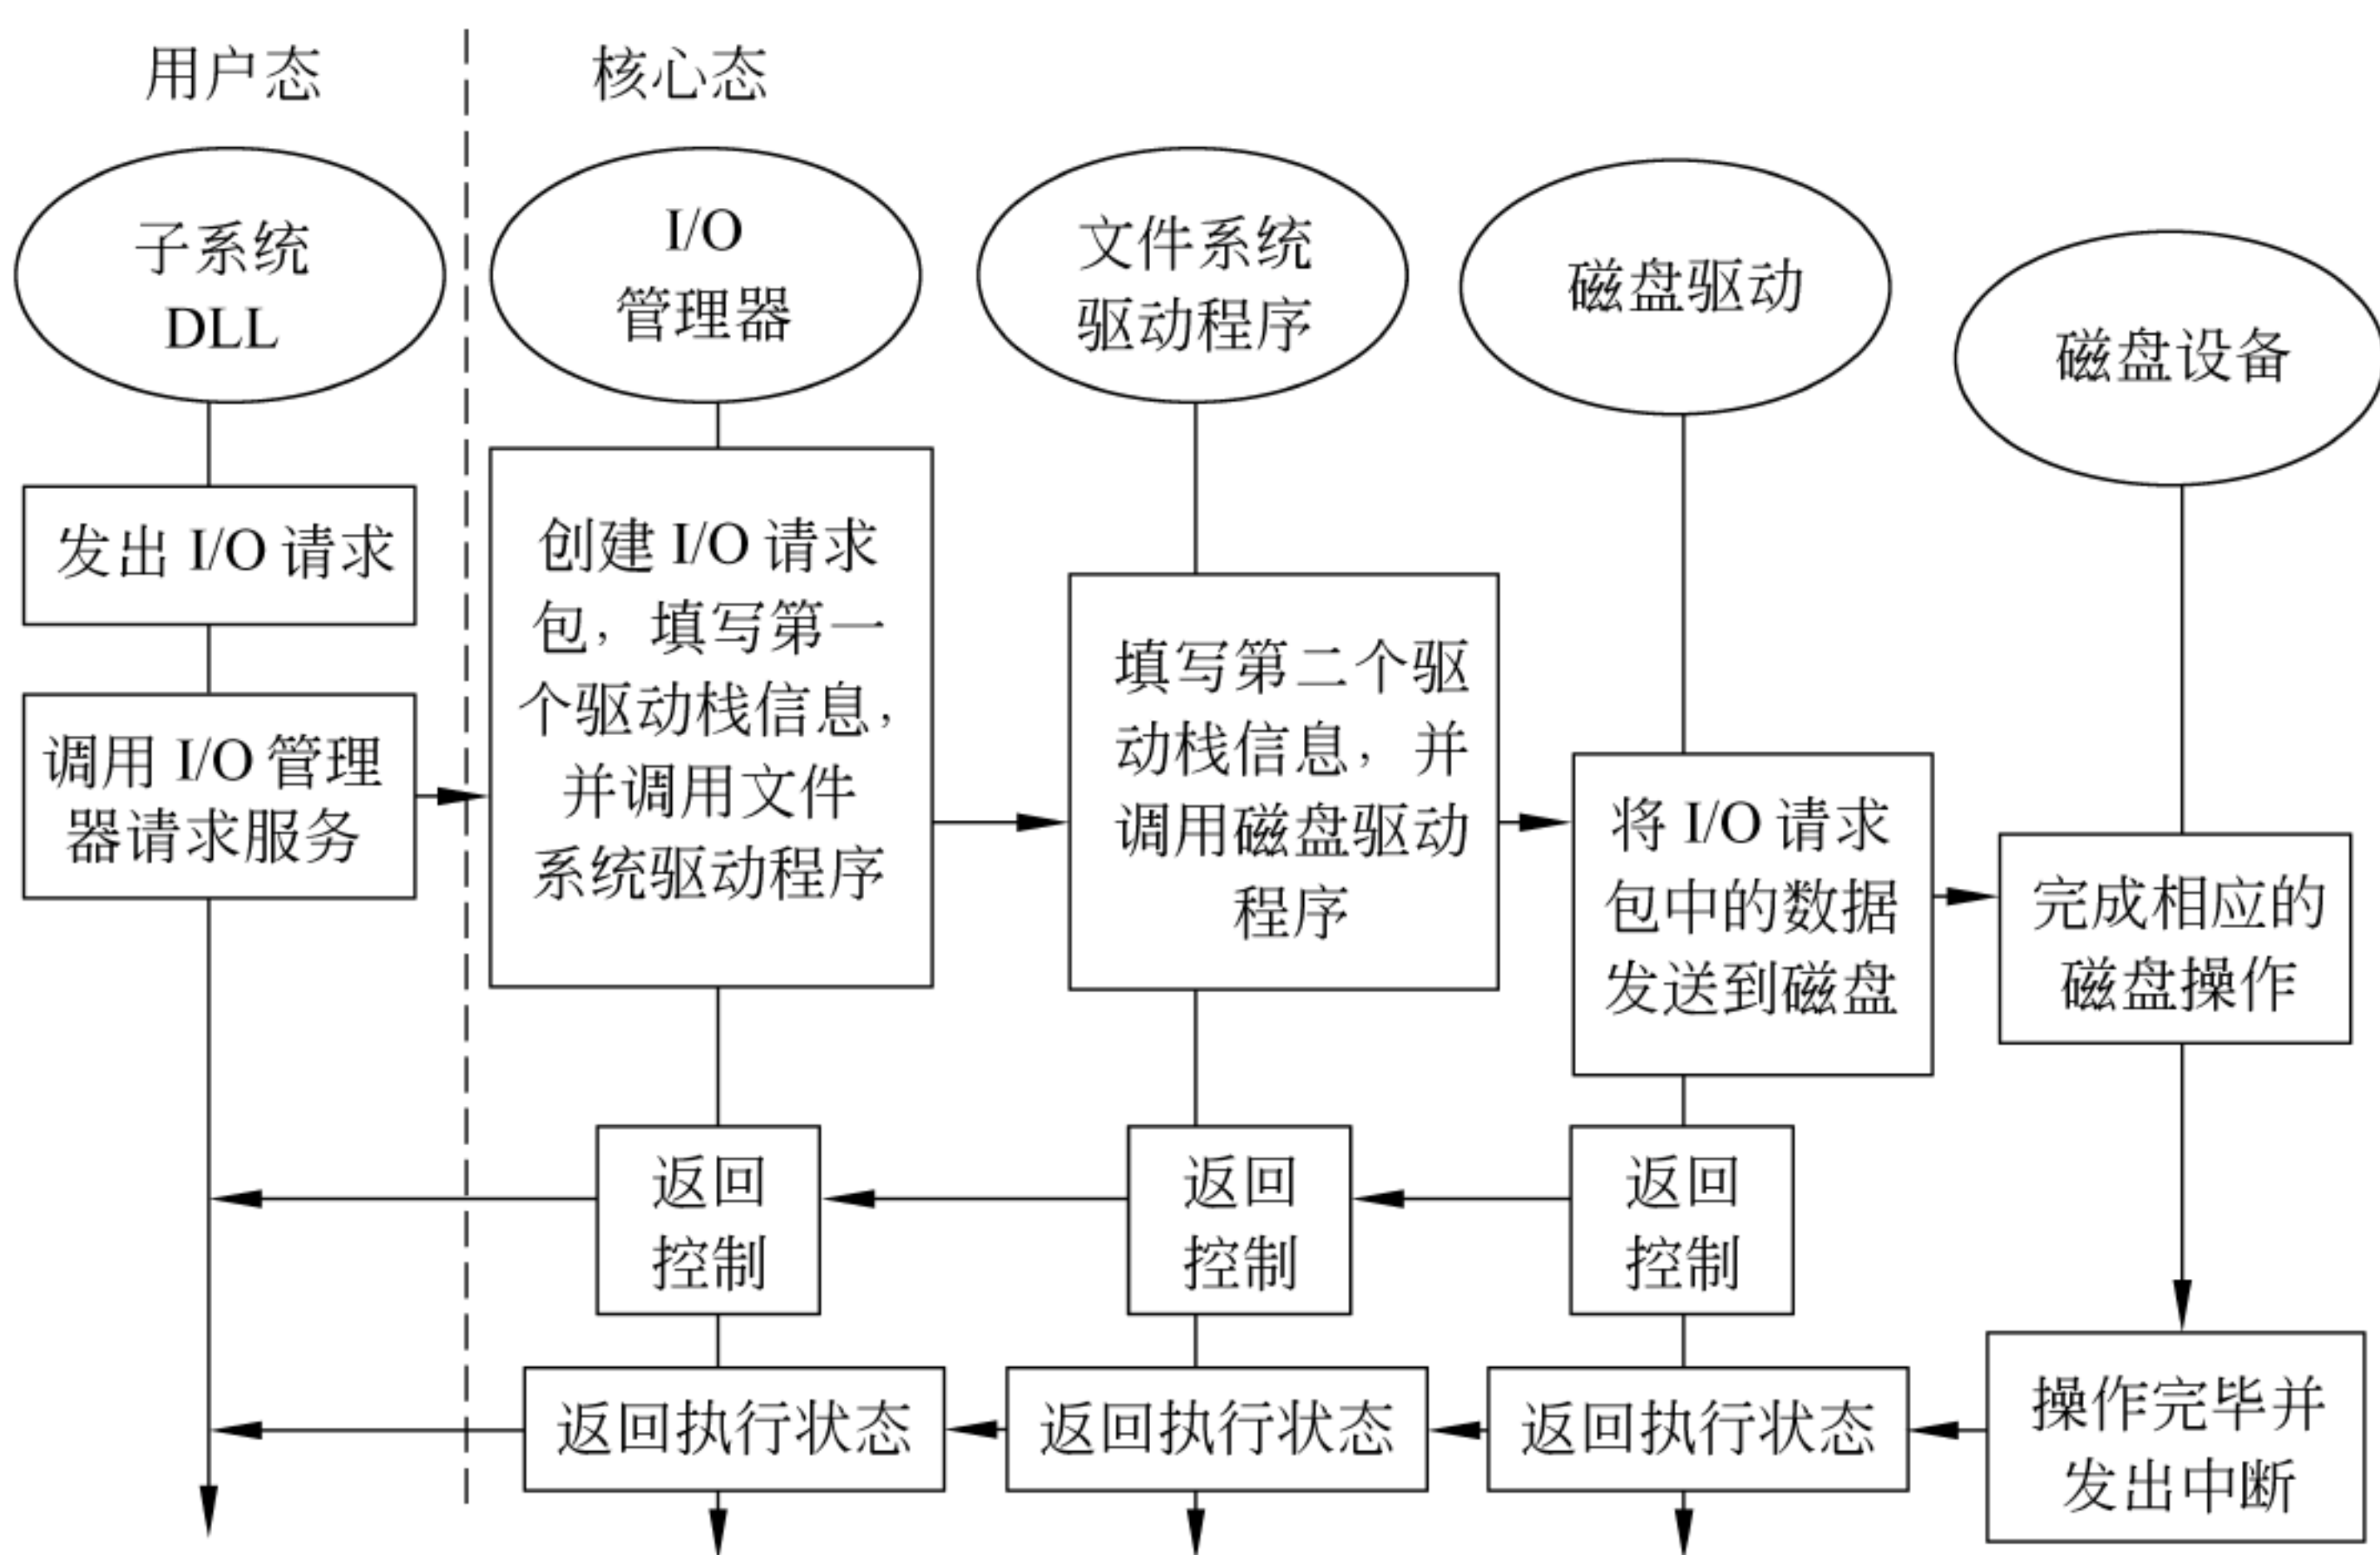 用户态
核心态
子系统
DLL
I/O
管理器
文件系统
驱动程序
磁盘驱动
磁盘设备
发出 I/O 请求
调用 I/O 管理
器请求服务
创建 I/O 请求
包，填写第一
个驱动栈信息，
并调用文件
系统驱动程序
填写第二个驱
动栈信息，并
调用磁盘驱动
程序
将 I/O 请求
包中的数据
发送到磁盘
完成相应的
磁盘操作
返回
控制
返回
控制
返回
控制
返回执行状态
返回执行状态
返回执行状态
操作完毕并
发出中断